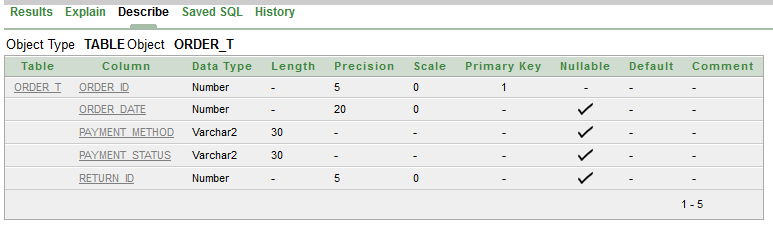 Results Explain Describe Saved SQL History
Object Type TABLE Object ORDER_T
Table Column Data Type Length Precision Scale Primary Key Nullable Default Comment
ORDER_T ORDER_ID Number - 5 0 1 - - -
ORDER_DATE Number - 20 0 - ✓ - -
PAYMENT_METHOD Varchar2 30 - - - ✓ - -
PAYMENT_STATUS Varchar2 30 - - - ✓ - -
RETURN_ID Number - 5 0 - ✓ - -
1 - 5